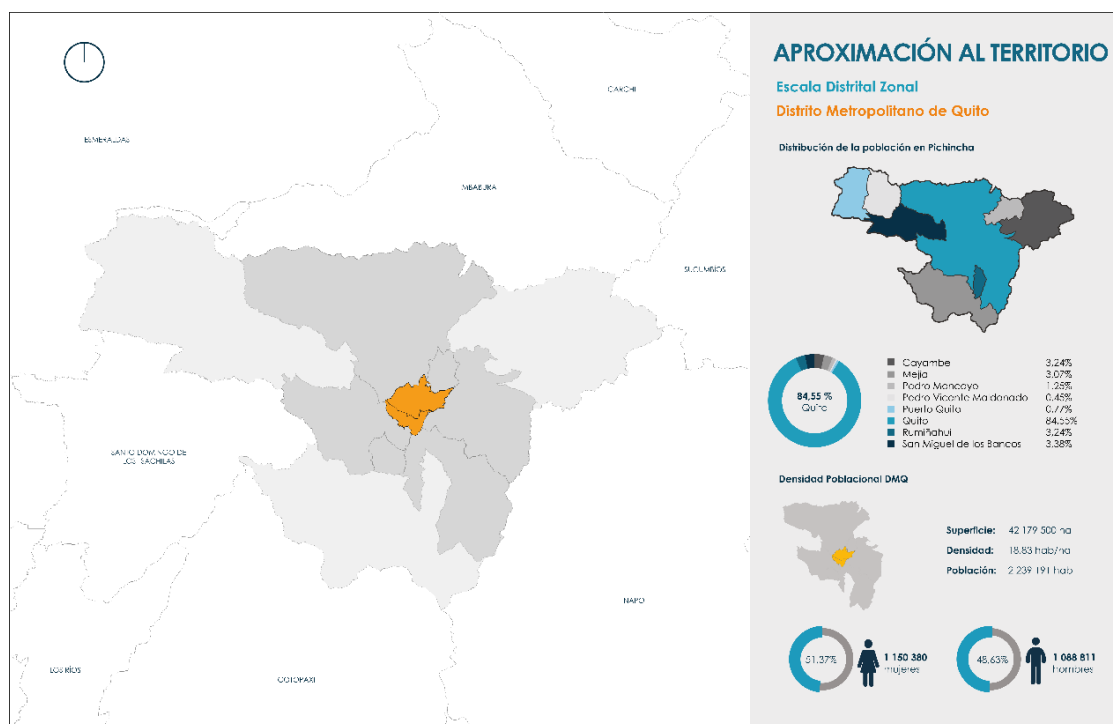 APROXIMACIÓN AL TERRITORIO
Escala Distrital Zonal
Distrito Metropolitano de Quito
CARCHI
ESMERALDAS
IMBABURA
SUCUMBIOS
SANTO DOMINGO DE
LOS TSACHILAS
NAPO
LOS RÍOS
COTOPAXI
Distribución de la población en Pichincha
84,55 %
Quito
Cayambe 3.24%
Mejia 3.07%
Pedro Moncayo 1.25%
Pedro Vicente Maldonado 0.45%
Puerto Quito 0.77%
Quito 84.55%
Rumiñahui 3.24%
San Miguel de los Bancos 3.38%
Densidad Poblacional DMQ
Superficie: 42 179 500 ha
Densidad: 18.83 hab/ha
Población: 2 239 191 hab
51.37%
1 150 380
mujeres
48.63%
1 088 811
hombres